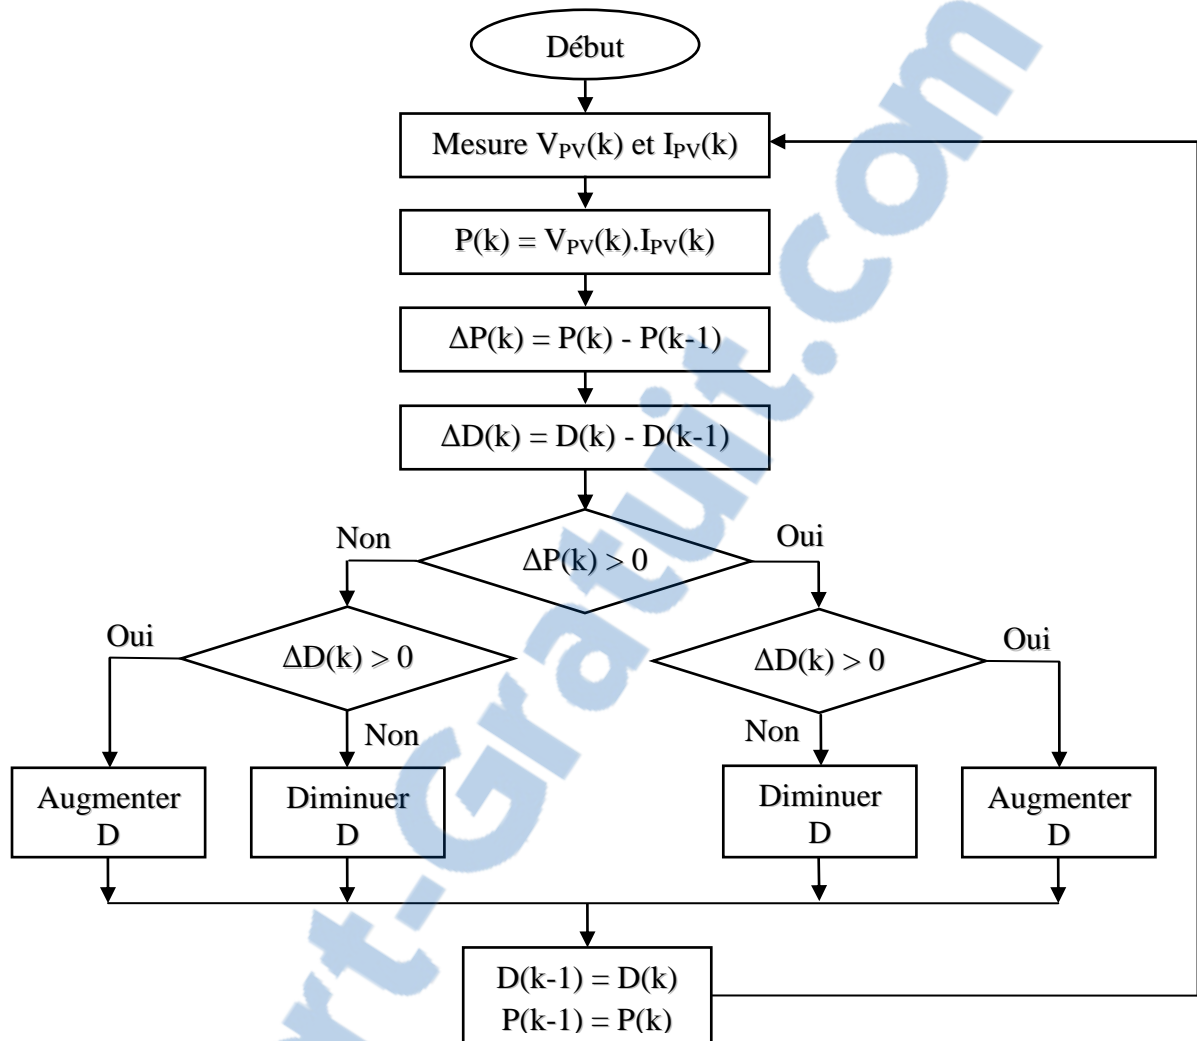 Début
Mesure V_PV(k) et I_PV(k)
P(k) = V_PV(k).I_PV(k)
ΔP(k) = P(k) - P(k-1)
ΔD(k) = D(k) - D(k-1)
Non
Oui
ΔP(k) > 0
Oui
ΔD(k) > 0
Non
ΔD(k) > 0
Oui
Non
Augmenter
D
Diminuer
D
Diminuer
D
Augmenter
D
D(k-1) = D(k)
P(k-1) = P(k)
rt-Gratuit.com